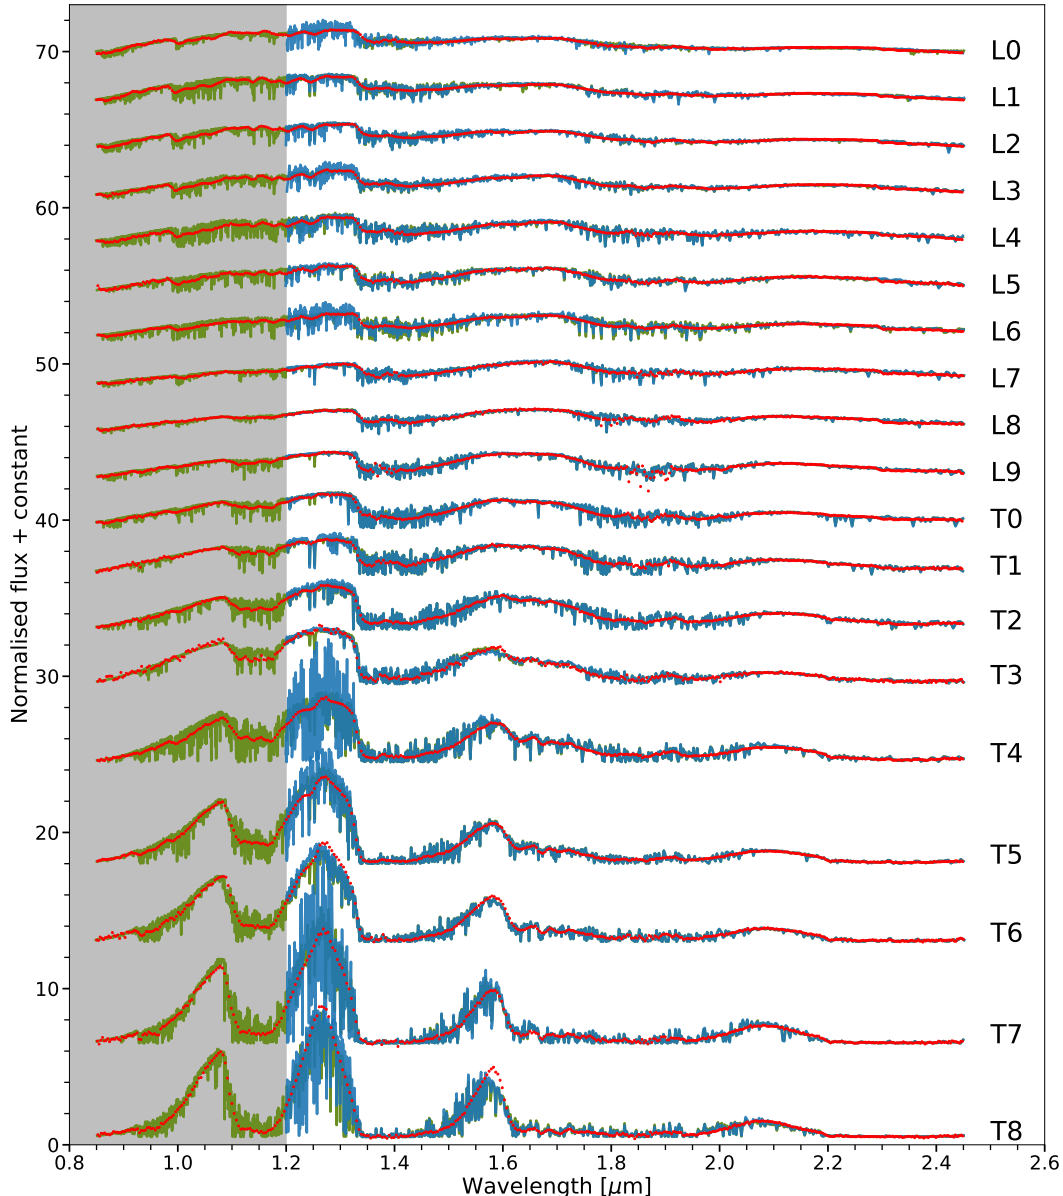 70
60
50
40
30
20
10
0
Normalised flux + constant
L0
L1
L2
L3
L4
L5
L6
L7
L8
L9
T0
T1
T2
T3
T4
T5
T6
T7
T8
0.8 1.0 1.2 1.4 1.6 1.8 2.0 2.2 2.4 2.6
Wavelength [μm]